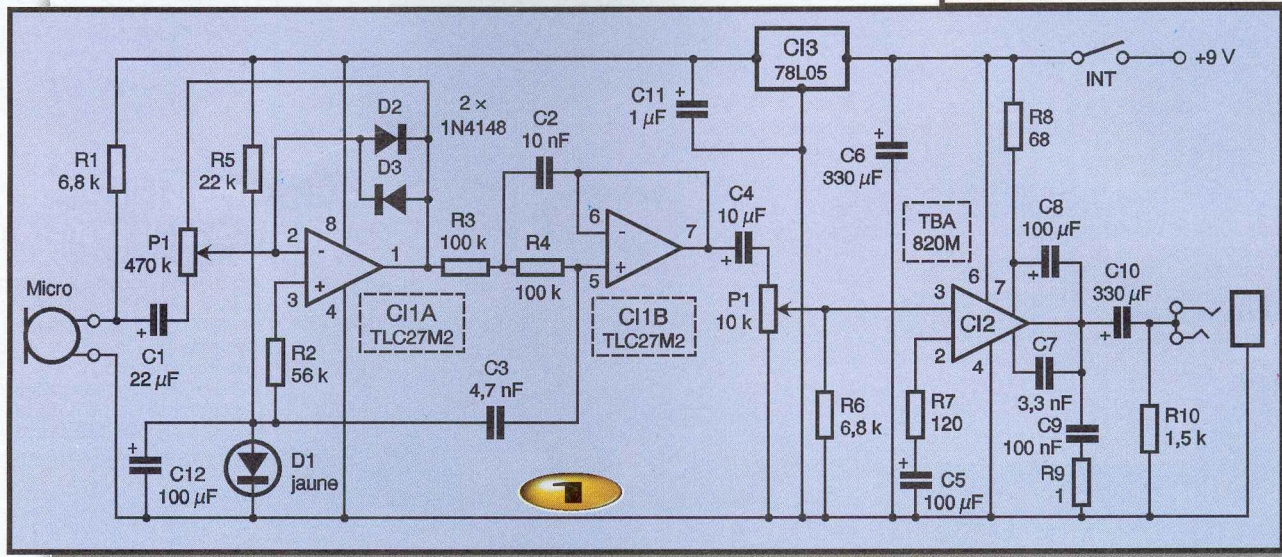 CI3
78L05
+9 V
INT
C11
1 µF
R8
68
D2
2 ×
1N4148
C2
10 nF
D3
R1
6,8 k
R5
22 k
C6
330 µF
C4
10 µF
TBA
820M
C8
100 µF
C10
330 µF
P1
470 k
8
2
-
1
3
+
4
R3
100 k
R4
100 k
6
-
7
5
+
Micro
CI1A
TLC27M2
CI1B
TLC27M2
P1
10 k
6
7
3
CI2
2
4
+
C1
22 µF
R2
56 k
C3
4,7 nF
C7
3,3 nF
R6
6,8 k
R7
120
C9
100 nF
R10
1,5 k
+
C12
100 µF
D1
jaune
+
C5
100 µF
R9
1
1
+
+
+
+
+
+